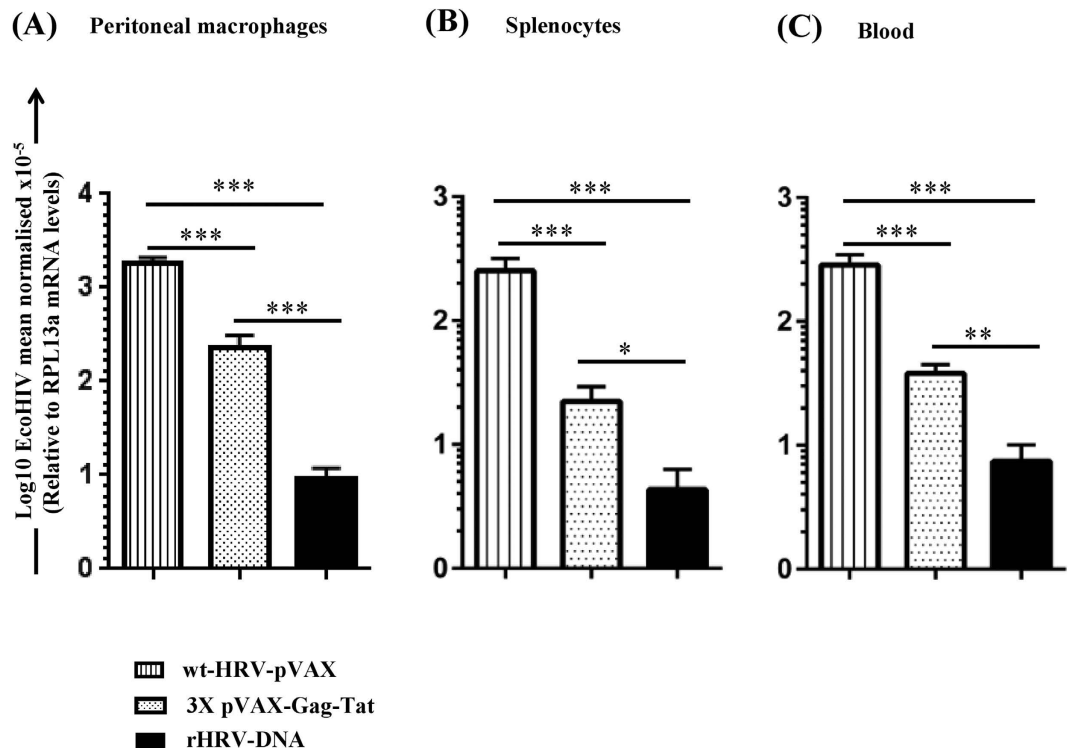 (A) Peritoneal macrophages
(B) Splenocytes
(C) Blood
Log10 EcoHIV mean normalised x10⁻⁵
(Relative to RPL13a mRNA levels)
4
3
2
1
0
***
***
***
3
2
1
0
***
***
*
3
2
1
0
***
***
**
wt-HRV-pVAX
3X pVAX-Gag-Tat
rHRV-DNA